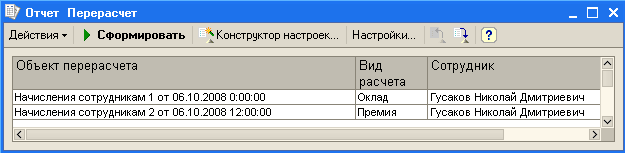 Отчет Перерасчет
Действия Сформировать Конструктор настроек... Настройки... ?
Объект перерасчета Вид расчета Сотрудник
Начисления сотрудникам 1 от 06.10.2008 0:00:00 Оклад Гусаков Николай Дмитриевич
Начисления сотрудникам 2 от 06.10.2008 12:00:00 Премия Гусаков Николай Дмитриевич